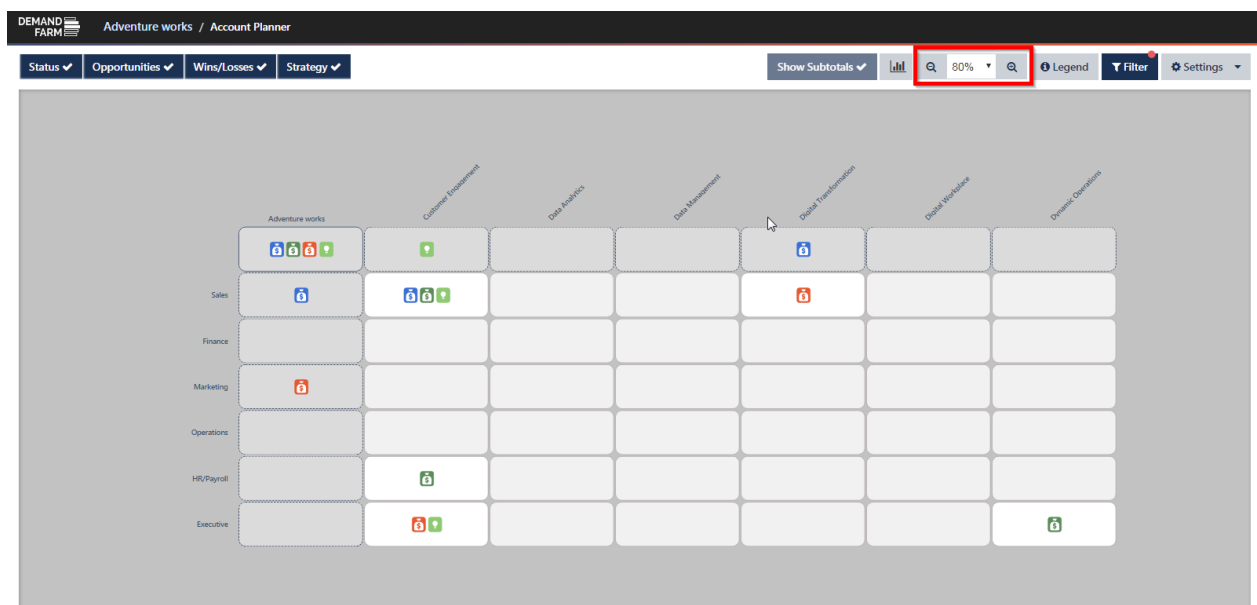 DEMAND
FARM
Adventure works / Account Planner
Status Opportunities Wins/Losses Strategy Show Subtotals 80% Legend Filter Settings
Adventure works Customer Engagement Data Analytics Data Management Digital Transformation Digital Workplace Dynamic Operations
Sales
Finance
Marketing
Operations
HR/Payroll
Executive